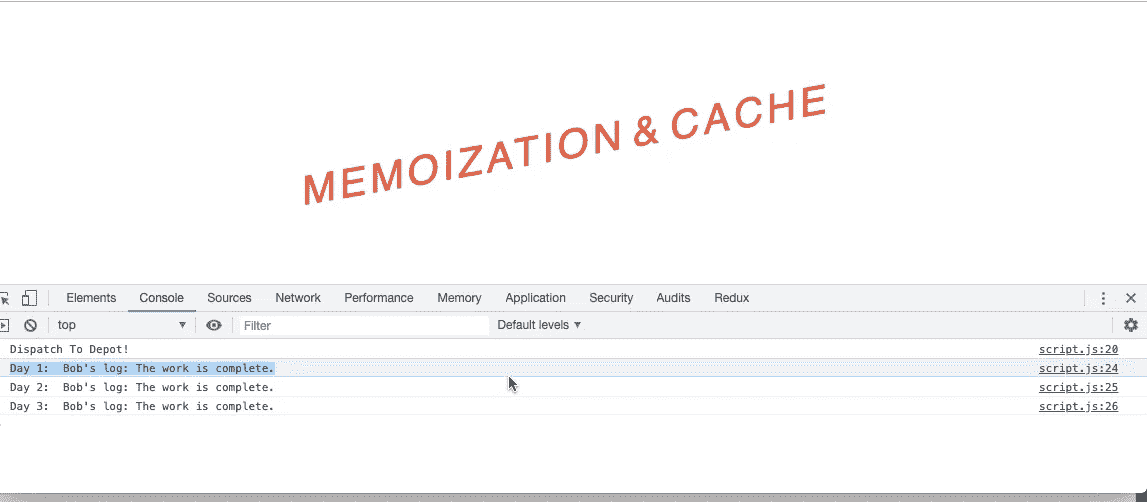 MEMOIZATION & CACHE
Elements Console Sources Network Performance Memory Application Security Audits Redux
top Filter Default levels
Dispatch To Depot! script.js:20
Day 1:  Bob's log: The work is complete. script.js:24
Day 2:  Bob's log: The work is complete. script.js:25
Day 3:  Bob's log: The work is complete. script.js:26